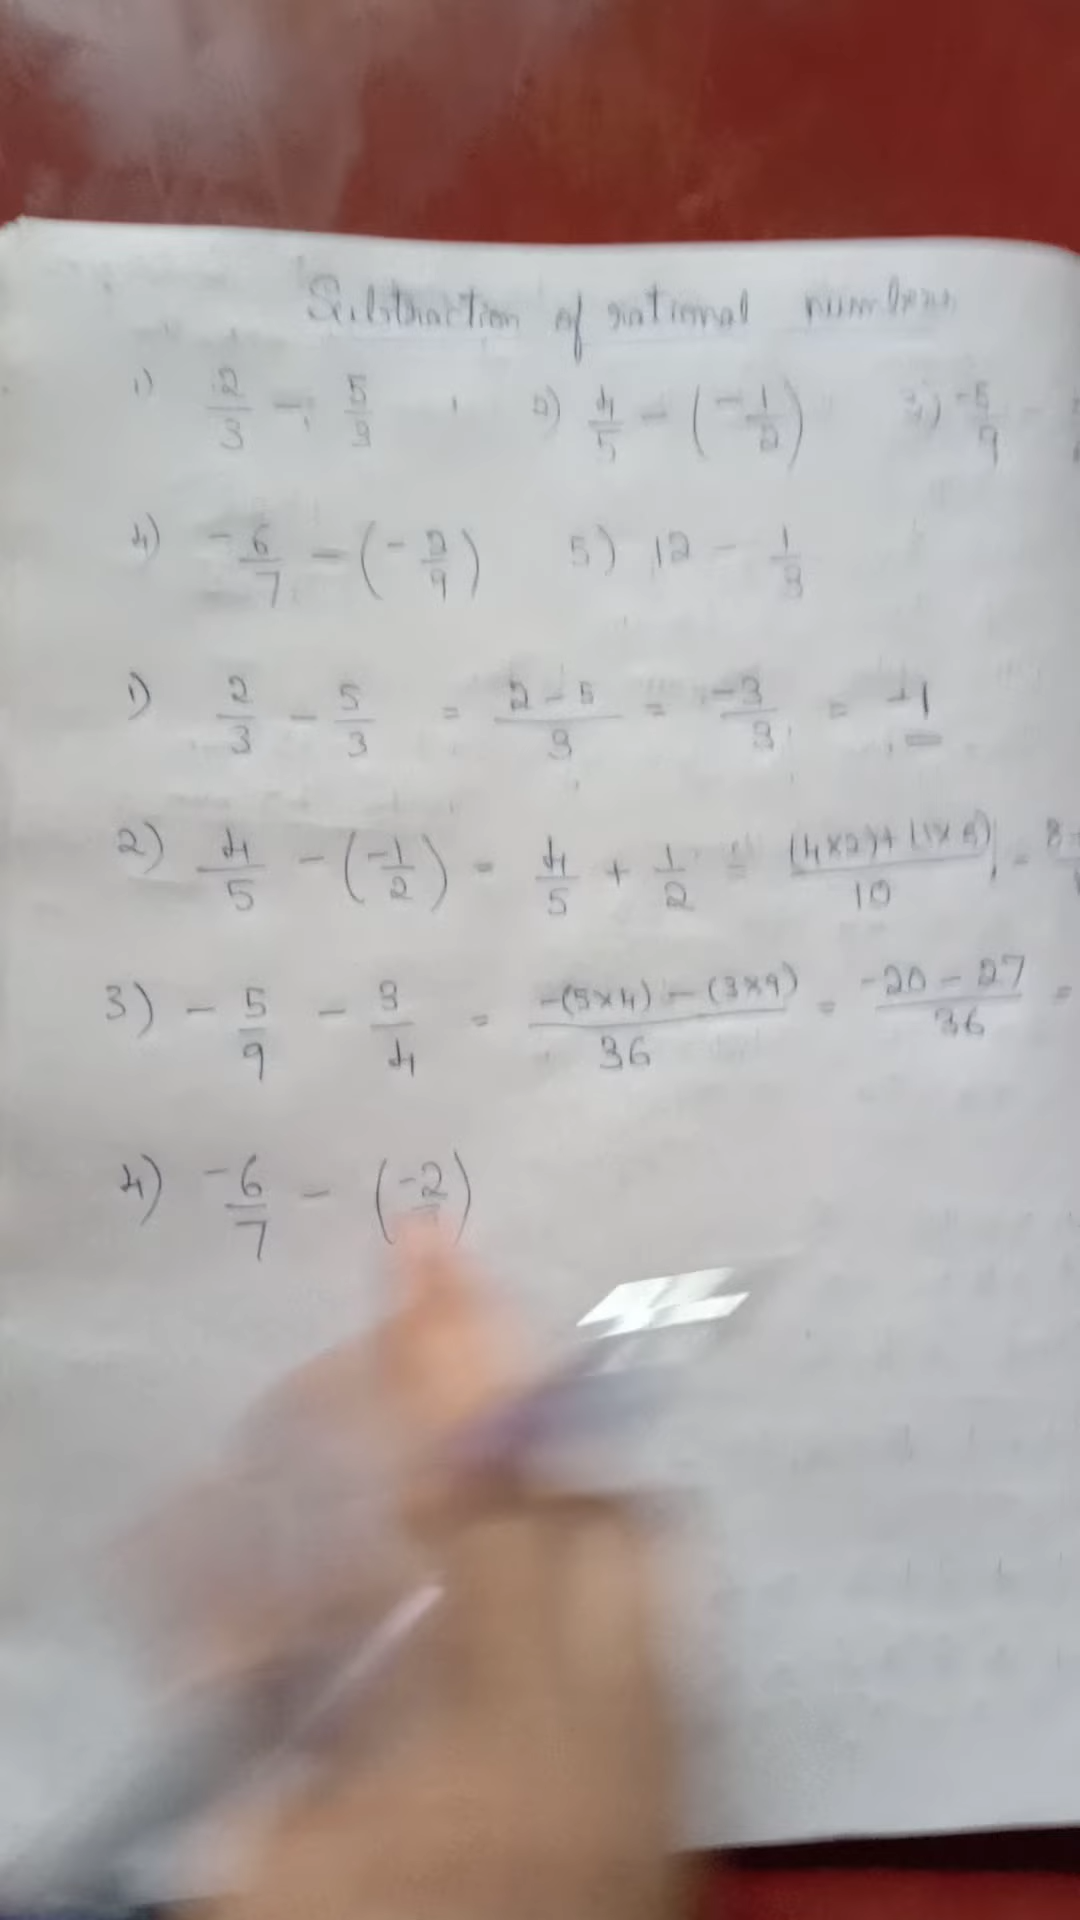 Subtraction of rational numbers
1) 2/3 - 5/3 , 2) 4/5 - (-1/2) 3) -5/9 -
4) -6/7 - (-2/9) 5) 12 - 1/3
1) 2/3 - 5/3 = (2 - 5)/3 = -3/3 = -1
2) 4/5 - (-1/2) = 4/5 + 1/2 = ((4×2)+(1×5))/10 = 8
3) -5/9 - 3/4 = (-(5×4) - (3×9))/36 = (-20 - 27)/36 =
4) -6/7 - (-2